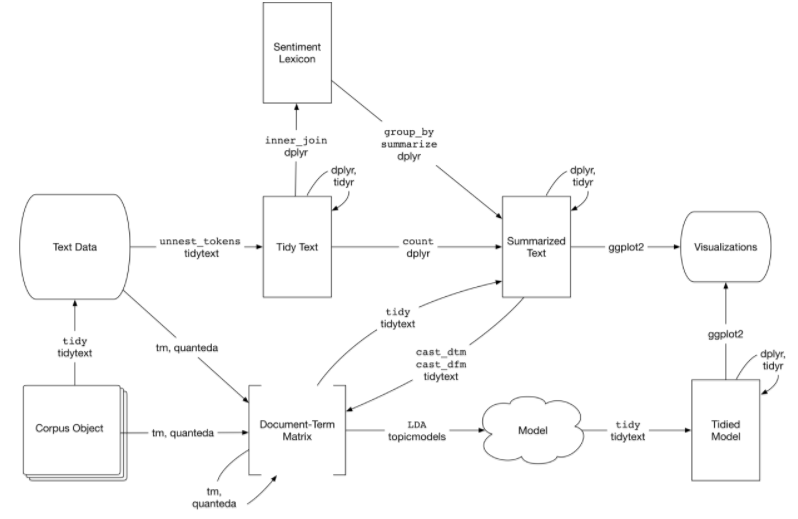 Sentiment
Lexicon
inner_join
dplyr
group_by
summarize
dplyr
dplyr,
tidyr
dplyr,
tidyr
Text Data
unnest_tokens
tidytext
Tidy Text
count
dplyr
Summarized
Text
ggplot2
Visualizations
tidy
tidytext
tm, quanteda
tidy
tidytext
cast_dtm
cast_dfm
tidytext
ggplot2
dplyr,
tidyr
Corpus Object
tm, quanteda
Document-Term
Matrix
LDA
topicmodels
Model
tidy
tidytext
Tidied
Model
tm,
quanteda